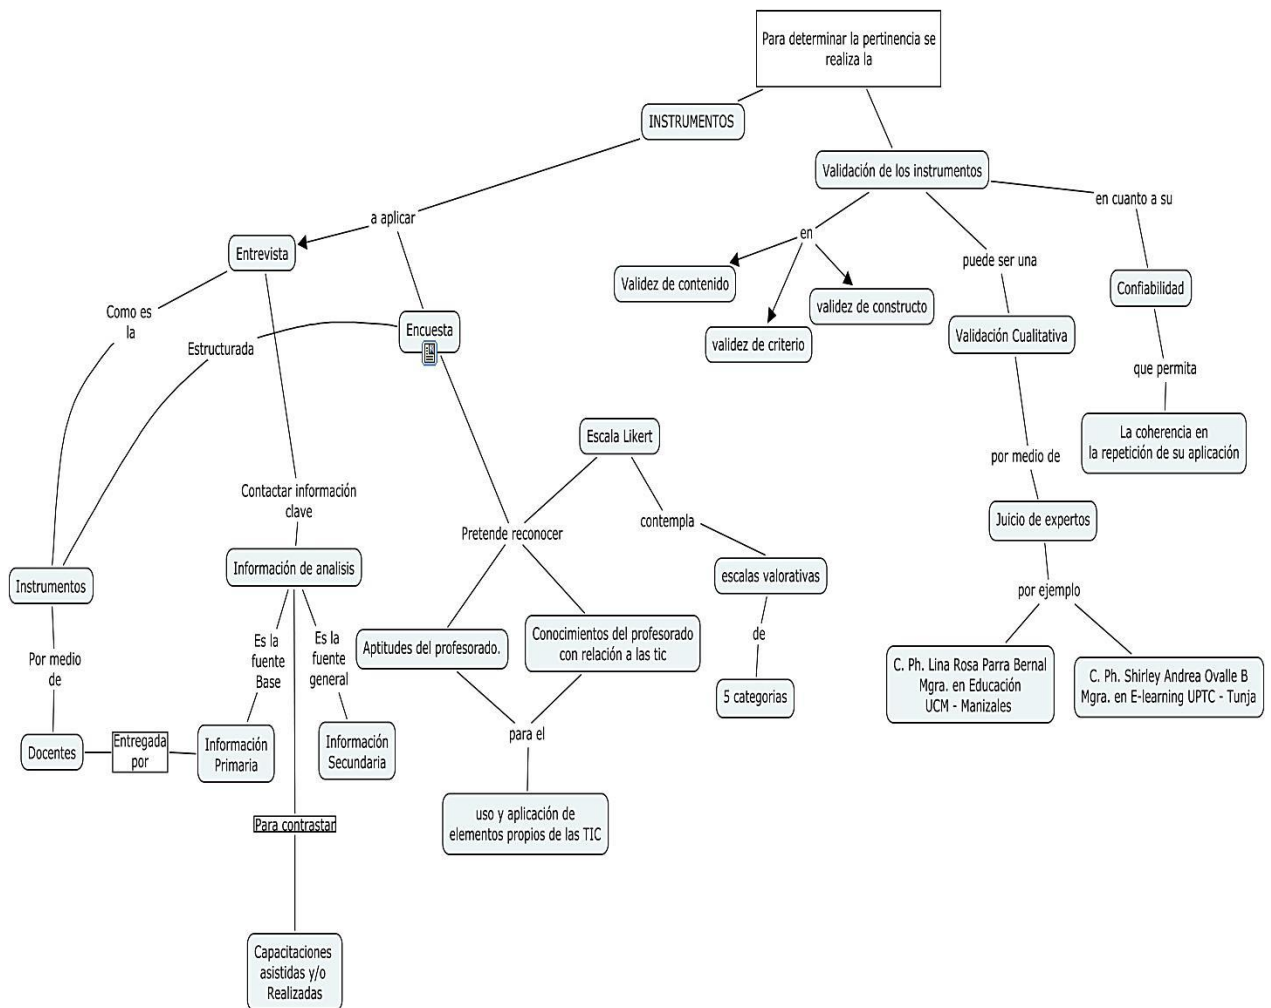 Para determinar la pertinencia se
realiza la
INSTRUMENTOS
Validación de los instrumentos
en cuanto a su
a aplicar
en
Entrevista
puede ser una
Validez de contenido
Confiabilidad
validez de constructo
Como es
la
Encuesta
Estructurada
validez de criterio
Validación Cualitativa
que permita
Escala Likert
La coherencia en
la repetición de su aplicación
por medio de
Contactar información
clave
contempla
Juicio de expertos
Pretende reconocer
Información de analisis
escalas valorativas
Instrumentos
por ejemplo
Es la
fuente
Base
Es la
fuente
general
Aptitudes del profesorado.
Conocimientos del profesorado
con relación a las tic
de
Por medio
de
C. Ph. Lina Rosa Parra Bernal
Mgra. en Educación
UCM - Manizales
C. Ph. Shirley Andrea Ovalle B
Mgra. en E-learning UPTC - Tunja
5 categorias
Docentes
Entregada
por
Información
Primaria
Información
Secundaria
para el
uso y aplicación de
elementos propios de las TIC
Para contrastar
Capacitaciones
asistidas y/o
Realizadas